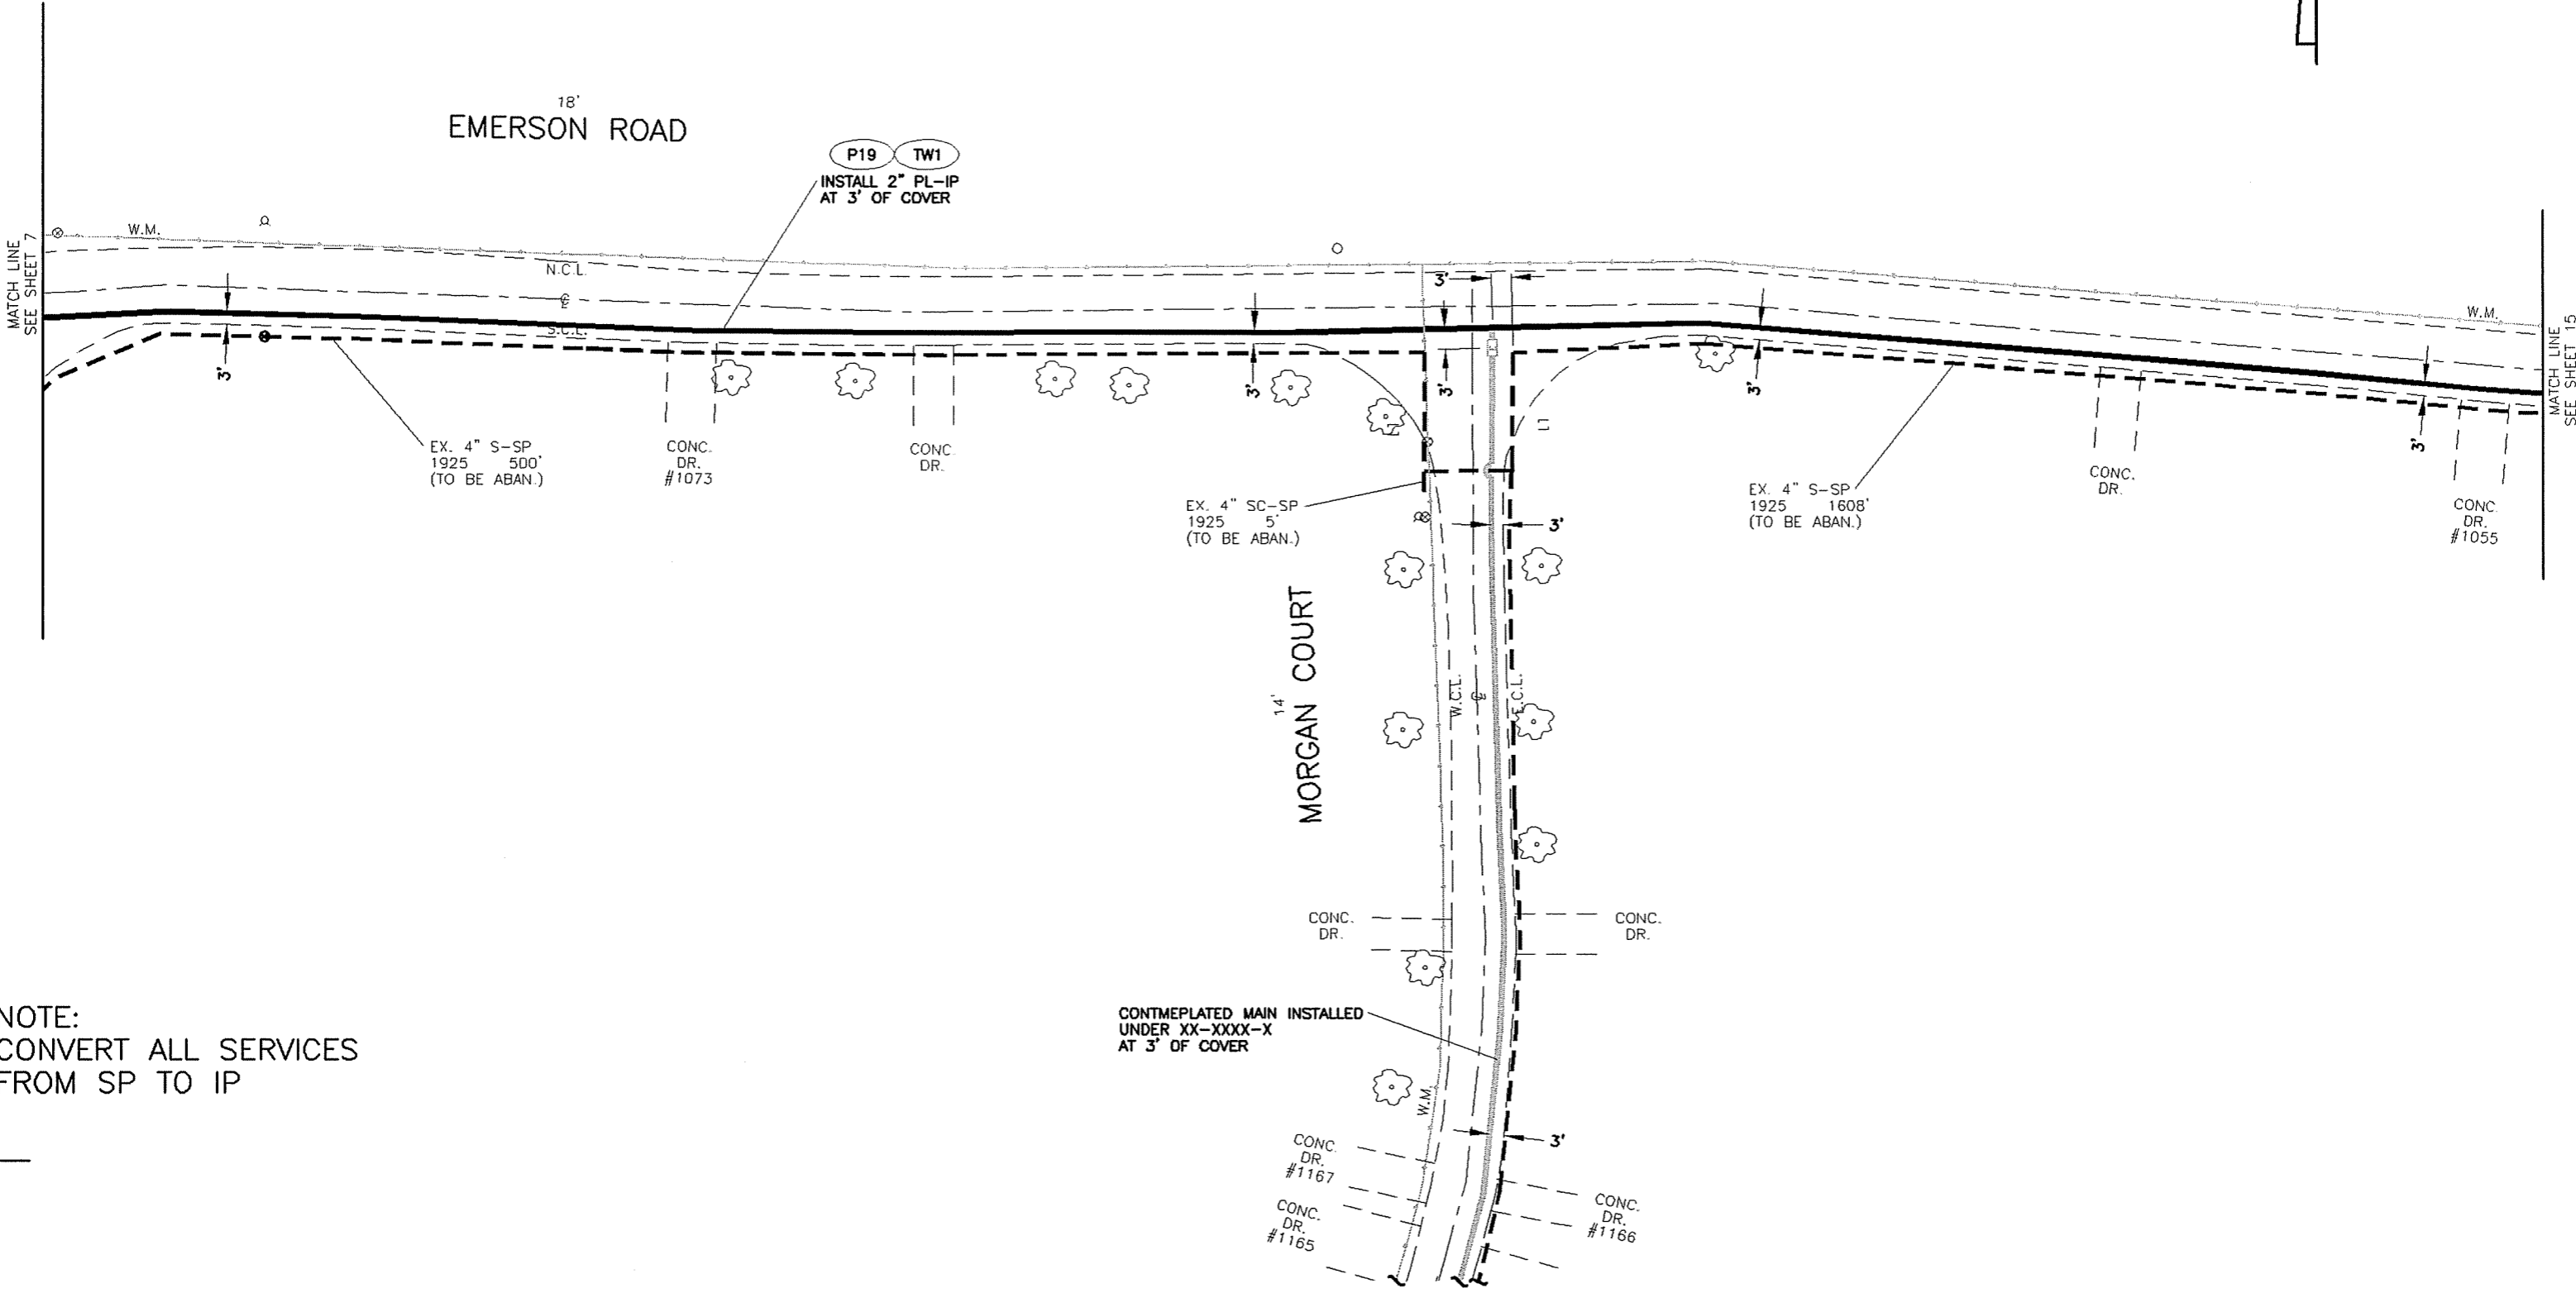 18'
EMERSON ROAD
P19 TW1
INSTALL 2" PL-IP
AT 3' OF COVER
MATCH LINE
SEE SHEET 7
W.M.
N.C.L.
S.C.L.
3'
3'
3'
3'
3'
3'
W.M.
MATCH LINE
SEE SHEET 15
EX. 4" S-SP
1925 500'
(TO BE ABAN.)
CONC.
DR.
#1073
CONC.
DR.
EX. 4" SC-SP
1925 5'
(TO BE ABAN.)
3'
EX. 4" S-SP
1925 1608'
(TO BE ABAN.)
CONC.
DR.
CONC.
DR.
#1055
14'
MORGAN COURT
W.C.L.
E.C.L.
CONC.
DR.
CONC.
DR.
CONTMEPLATED MAIN INSTALLED
UNDER XX-XXXX-X
AT 3' OF COVER
NOTE:
CONVERT ALL SERVICES
FROM SP TO IP
W.M.
3'
CONC.
DR.
#1167
CONC.
DR.
#1165
CONC.
DR.
#1166